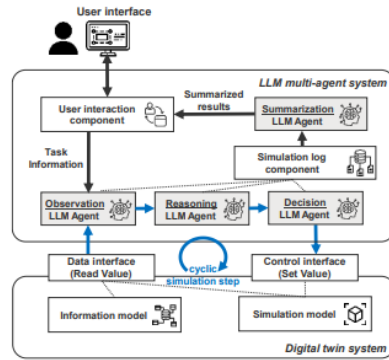 User interface
LLM multi-agent system
User interaction
component
Summarized
results
Summarization
LLM Agent
Task
Information
Simulation log
component
Observation
LLM Agent
Reasoning
LLM Agent
Decision
LLM Agent
Data interface
(Read Value)
cyclic
simulation step
Control interface
(Set Value)
Information model
Simulation model
Digital twin system